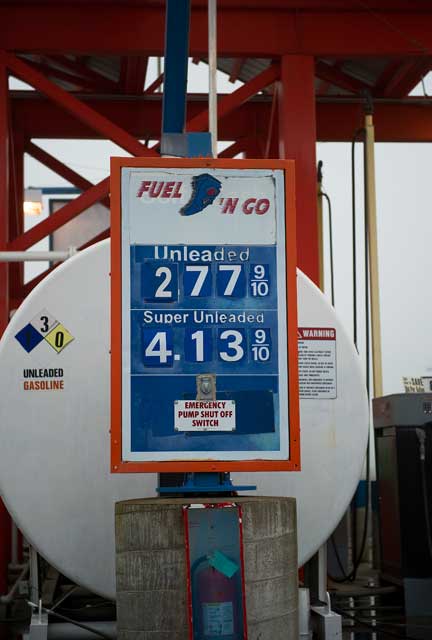 FUEL 'N GO
Unleaded
2 77 9/10
Super Unleaded
4.13 9/10
EMERGENCY
PUMP SHUT OFF
SWITCH
3
0
UNLEADED
GASOLINE
WARNING